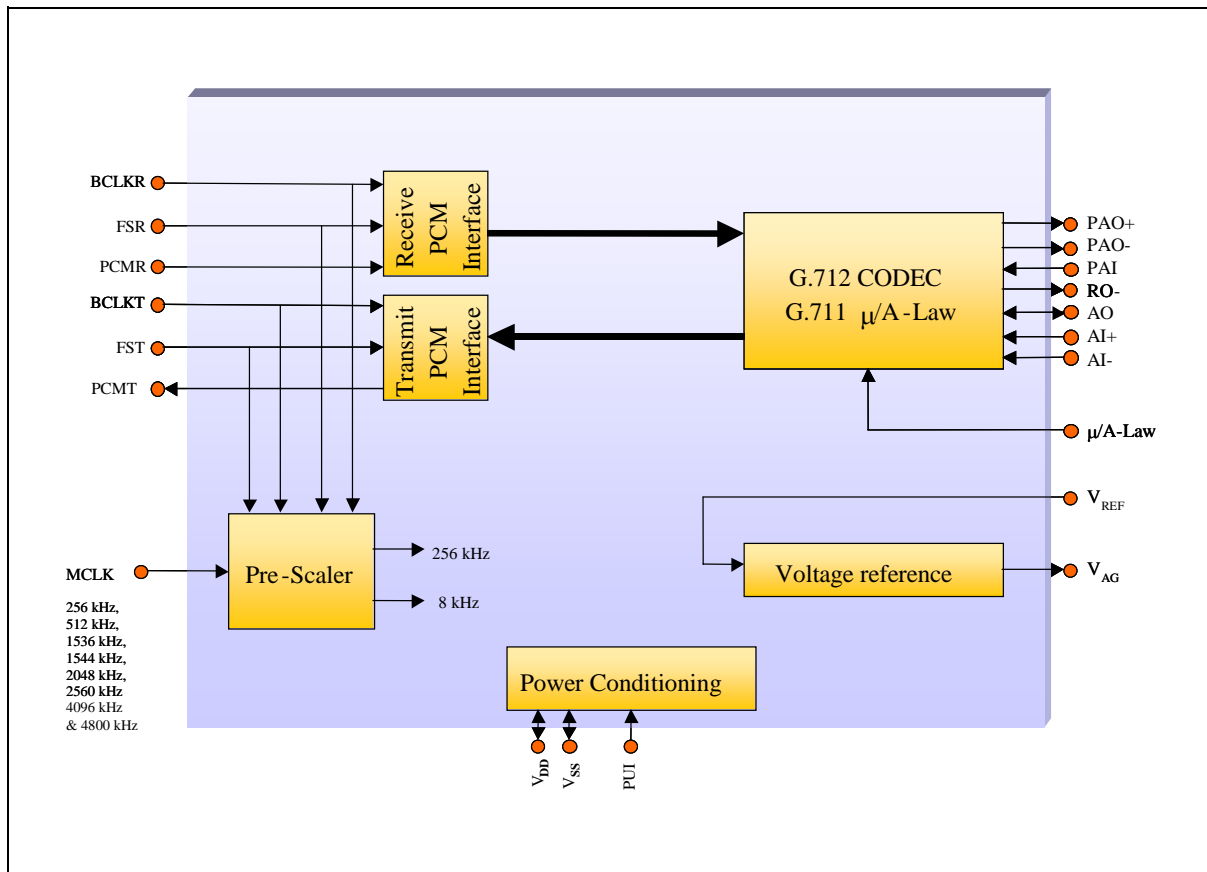 BCLKR
FSR
PCMR
BCLKT
FST
PCMT
Receive
PCM
Interface
Transmit
PCM
Interface
G.712 CODEC
G.711 μ/A-Law
PAO+
PAO-
PAI
RO-
AO
AI+
AI-
μ/A-Law
VREF
VAG
Voltage reference
MCLK
256 kHz,
512 kHz,
1536 kHz,
1544 kHz,
2048 kHz,
2560 kHz
4096 kHz
& 4800 kHz
Pre-Scaler
256 kHz
8 kHz
Power Conditioning
VDD
VSS
PUI